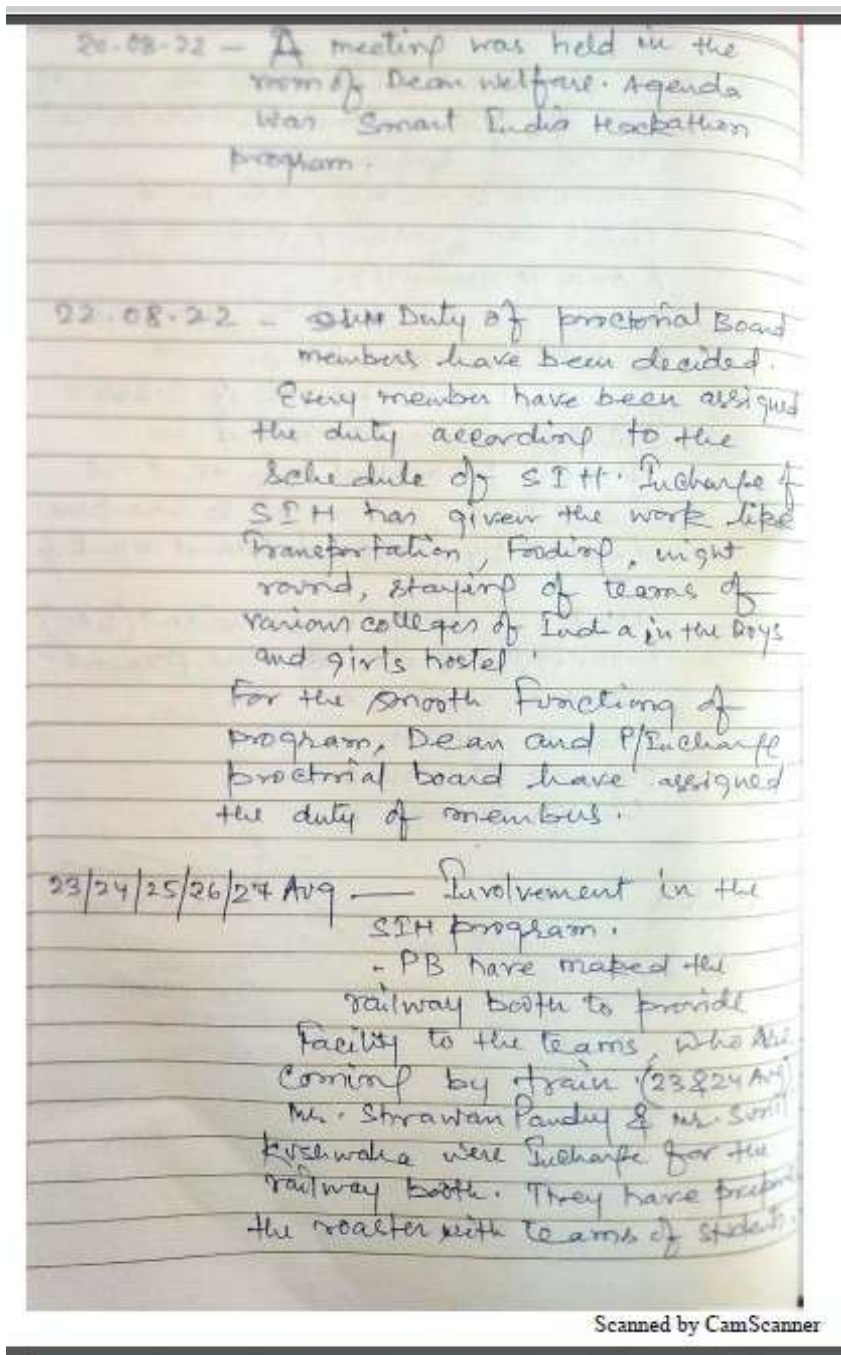 20-08-22 - A meeting was held in the
room of Dean welfare. Agenda
was Smart India Hackathon
program.
22.08.22 - Duty of proctorial Board
members have been decided.
Every member have been assigned
the duty according to the
Schedule of SIH. Incharge of
SIH has given the work like
Transportation, Fooding, night
round, staying of teams of
various colleges of India in the Boys
and girls hostel.
For the smooth Functiong of
program, Dean and P/Incharge
proctorial board have assigned
the duty of members.
23/24/25/26/27 Aug — Involvement in the
SIH program.
- PB have maked the
railway booth to provide
Facility to the teams, who are
coming by train. (23 & 24 Aug)
Mr. Shrawan Pandey & Mr. Sunil
Kushwaha were Incharge for the
railway booth. They have
the roaster with teams of students.
Scanned by CamScanner